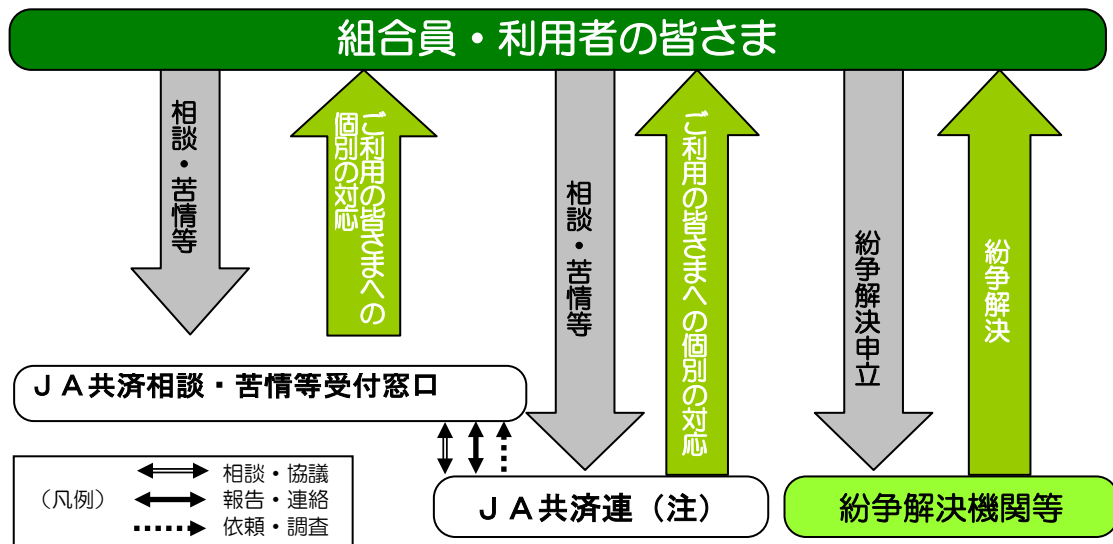 組合員・利用者の皆さま
相談・苦情等
ご利用の皆さまへの
個別の対応
相談・苦情等
ご利用の皆さまへの個別の対応
紛争解決申立
紛争解決
ＪＡ共済相談・苦情等受付窓口
（凡例）
相談・協議
報告・連絡
依頼・調査
ＪＡ共済連（注）
紛争解決機関等